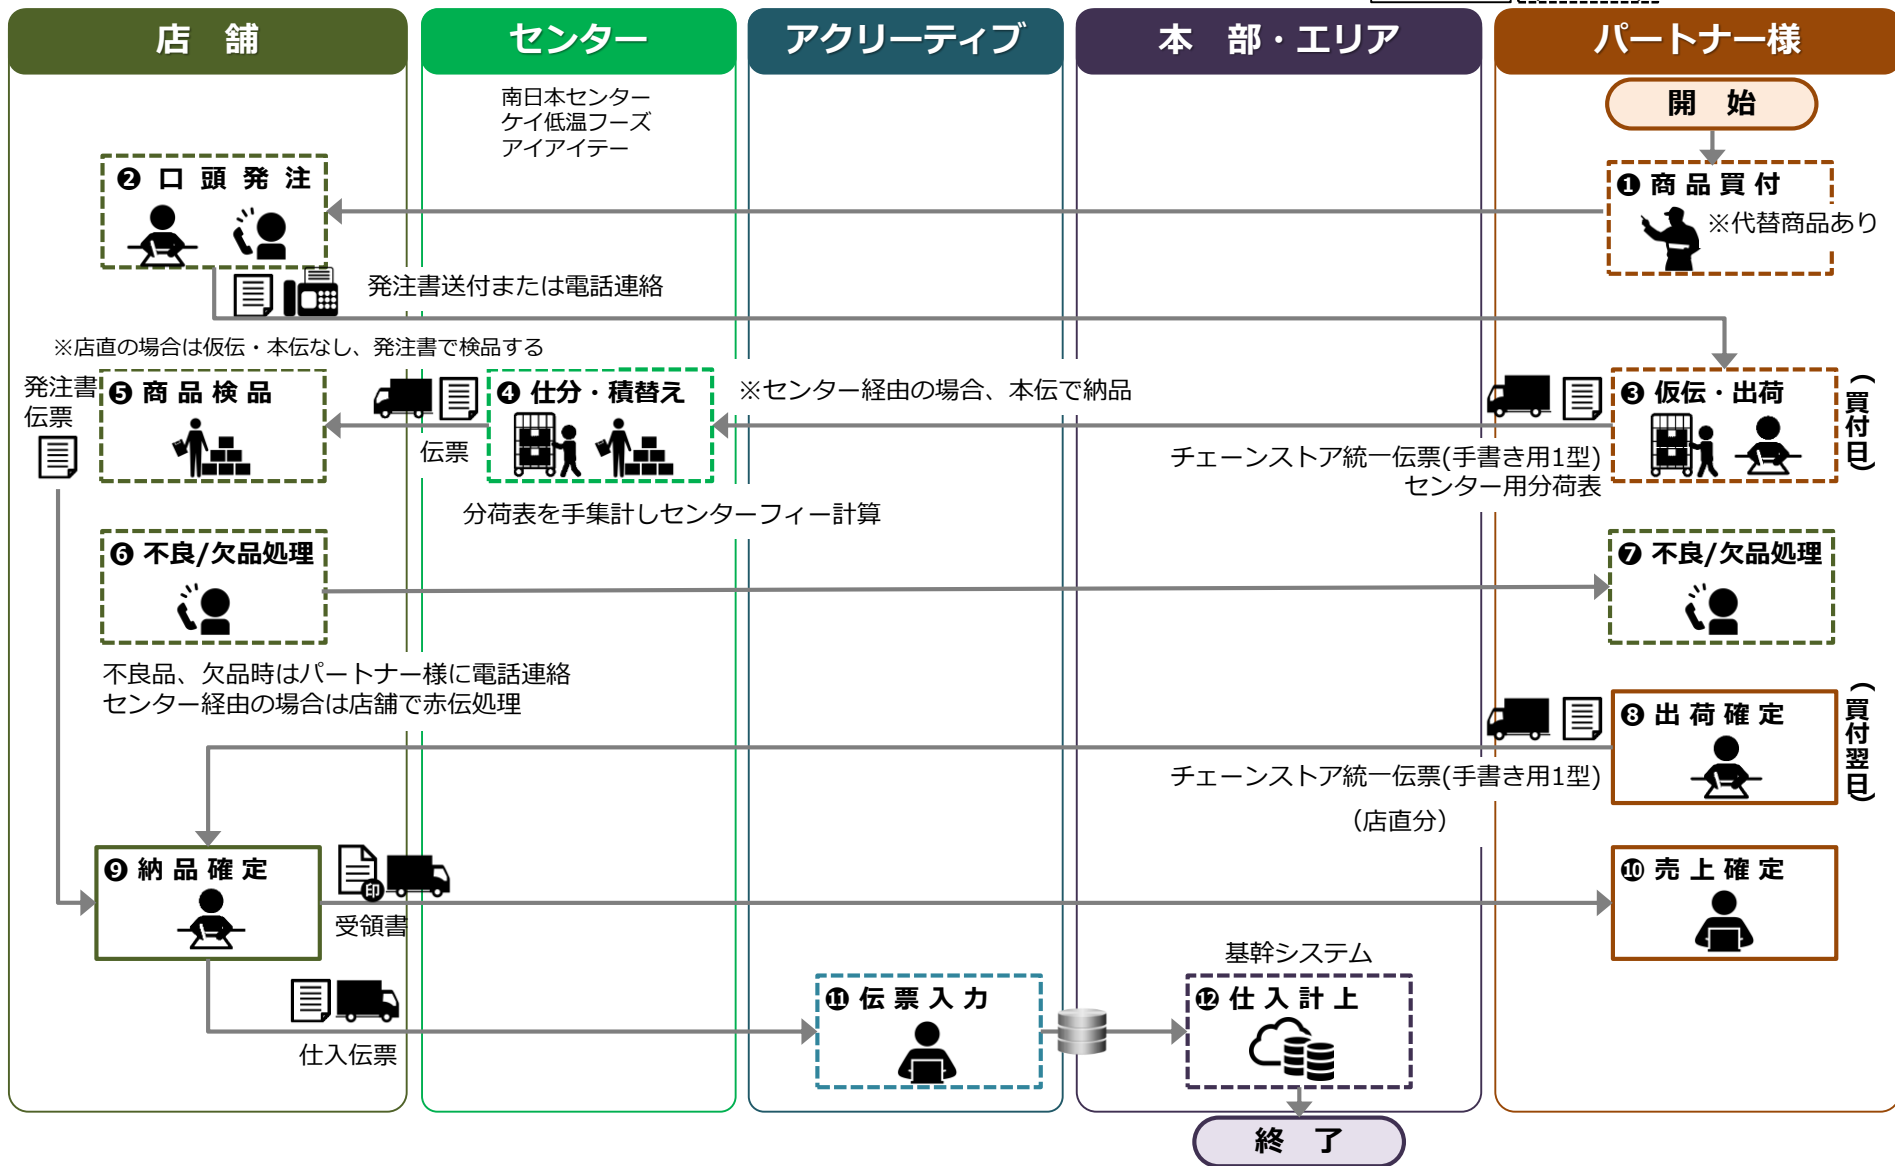 店　舗
センター
アクリーティブ
本　部・エリア
パートナー様
南日本センター
ケイ低温フーズ
アイアイテー
開　始
❷ 口 頭 発 注
❶ 商 品 買 付
※代替商品あり
発注書送付または電話連絡
※店直の場合は仮伝・本伝なし、発注書で検品する
発注書
伝票
❺ 商 品 検 品
伝票
❹ 仕分・積替え
※センター経由の場合、本伝で納品
❸ 仮伝・出荷
(買付日)
チェーンストア統一伝票(手書き用1型)
センター用分荷表
分荷表を手集計しセンターフィー計算
❻ 不良/欠品処理
❼ 不良/欠品処理
不良品、欠品時はパートナー様に電話連絡
センター経由の場合は店舗で赤伝処理
❽ 出 荷 確 定
(買付翌日)
チェーンストア統一伝票(手書き用1型)
（店直分）
❾ 納 品 確 定
印
受領書
❿ 売 上 確 定
基幹システム
⓫ 伝 票 入 力
⓬ 仕 入 計 上
仕入伝票
終　了